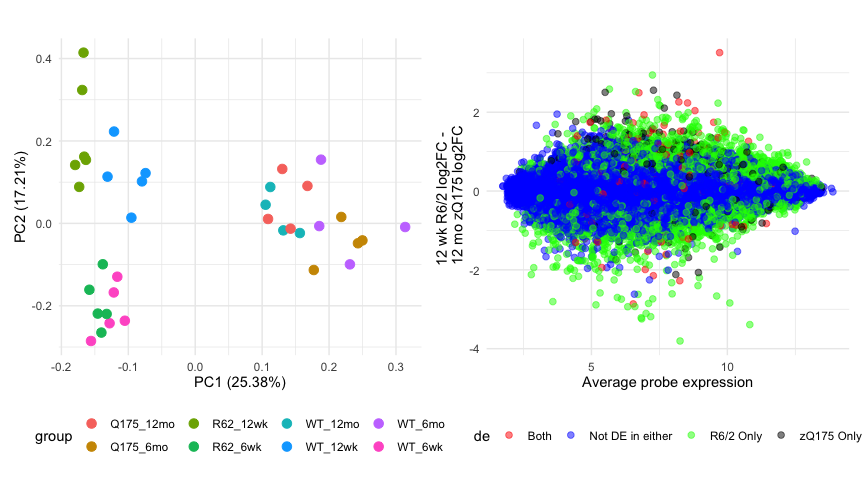 0.4
0.2
0.0
-0.2
PC2 (17.21%)
-0.2
-0.1
0.0
0.1
0.2
0.3
PC1 (25.38%)
group
Q175_12mo
R62_12wk
WT_12mo
WT_6mo
Q175_6mo
R62_6wk
WT_12wk
WT_6wk
12 wk R6/2 log2FC -
12 mo zQ175 log2FC
2
0
-2
-4
5
10
Average probe expression
de
Both
Not DE in either
R6/2 Only
zQ175 Only